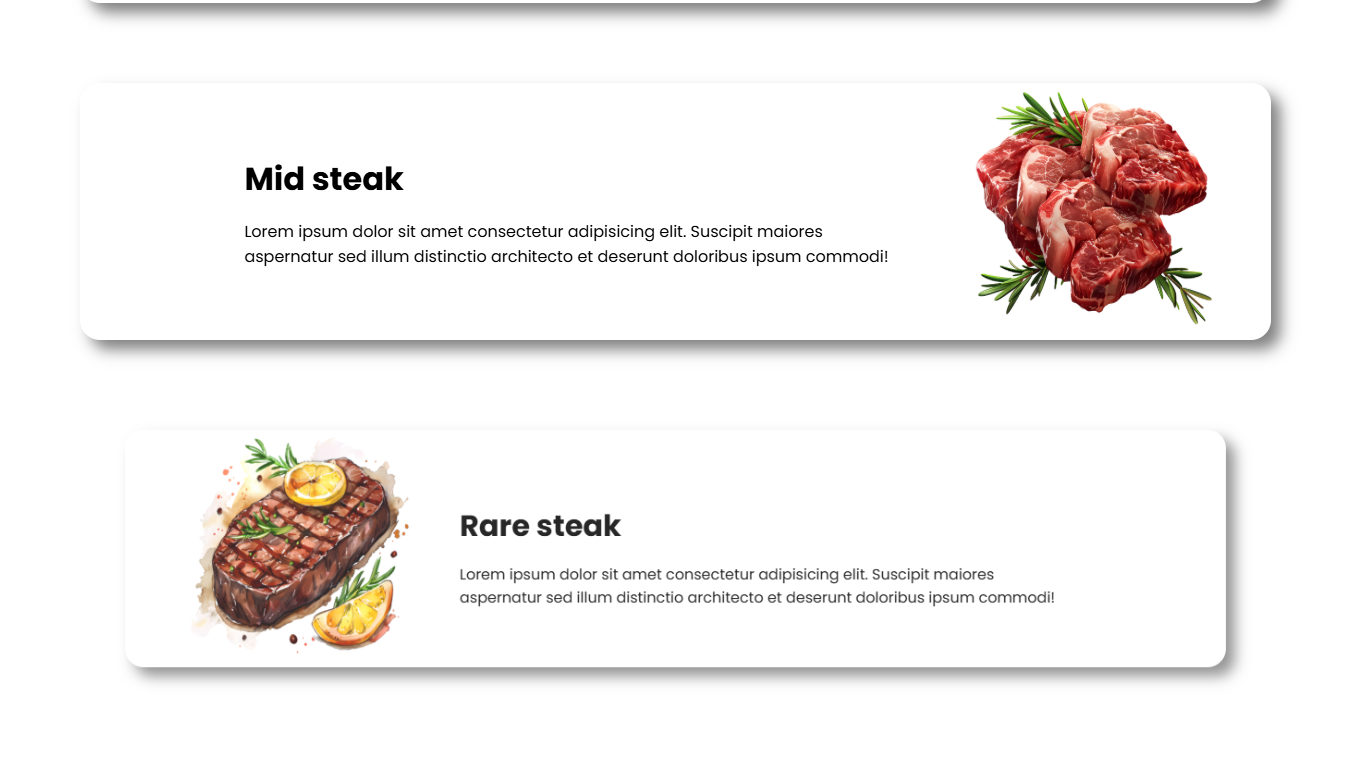 Mid steak
Lorem ipsum dolor sit amet consectetur adipisicing elit. Suscipit maiores
aspernatur sed illum distinctio architecto et deserunt doloribus ipsum commodi!
Rare steak
Lorem ipsum dolor sit amet consectetur adipisicing elit. Suscipit maiores
aspernatur sed illum distinctio architecto et deserunt doloribus ipsum commodi!